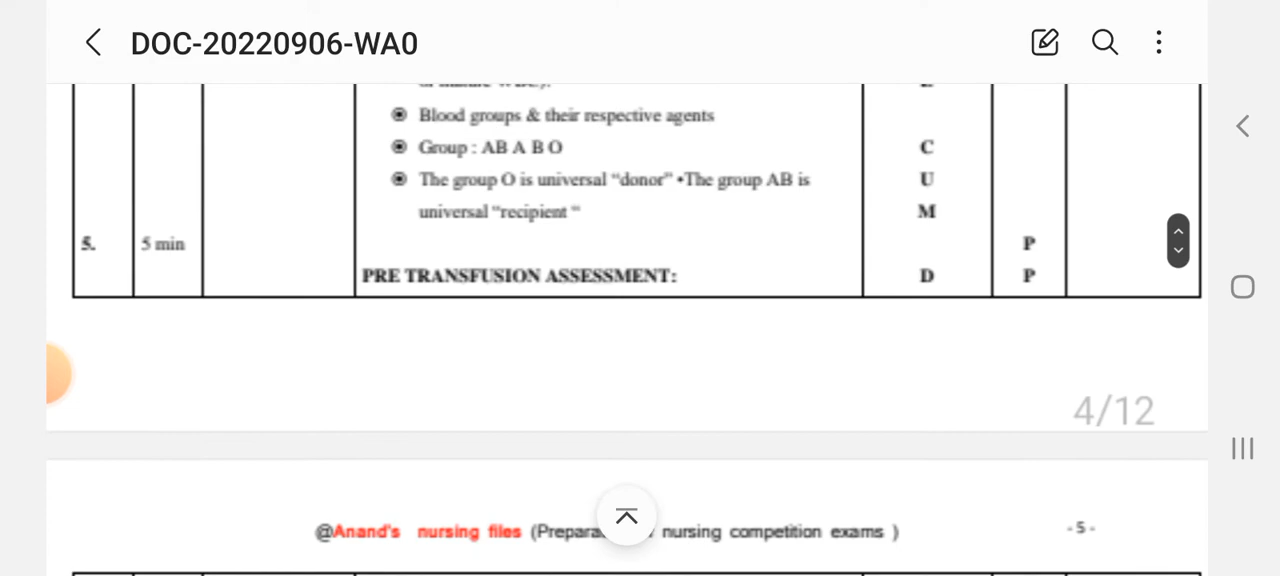 DOC-20220906-WA0
Blood groups & their respective agents
Group : AB A B O
C
The group O is universal “donor” •The group AB is
U
universal “recipient “
M
5.
5 min
P
PRE TRANSFUSION ASSESSMENT:
D
P
4/12
@Anand's nursing files (Prepara nursing competition exams )
-5-